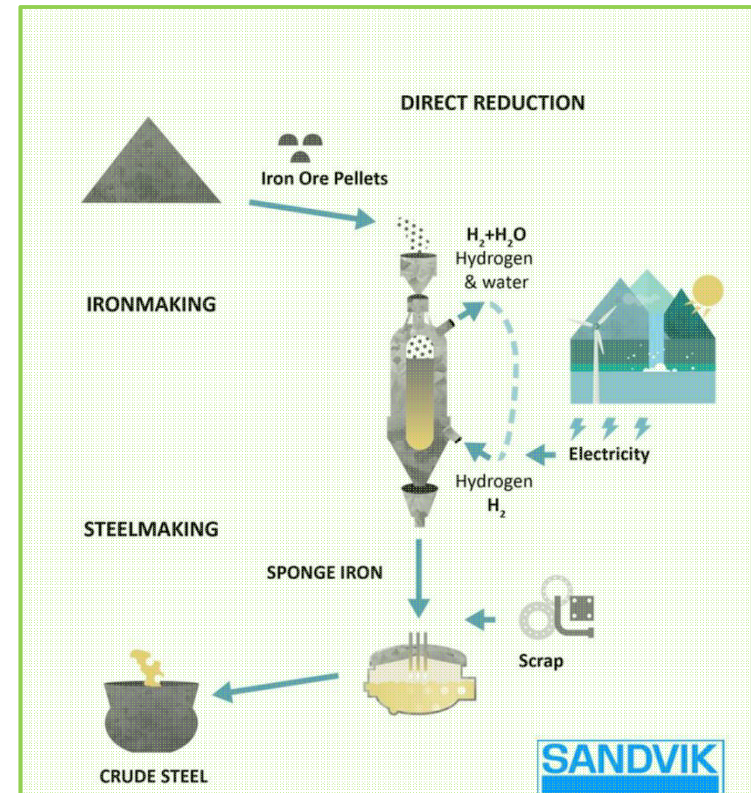 DIRECT REDUCTION
Iron Ore Pellets
H₂+H₂O
Hydrogen
& water
IRONMAKING
Electricity
Hydrogen
H₂
STEELMAKING
SPONGE IRON
Scrap
CRUDE STEEL
SANDVIK